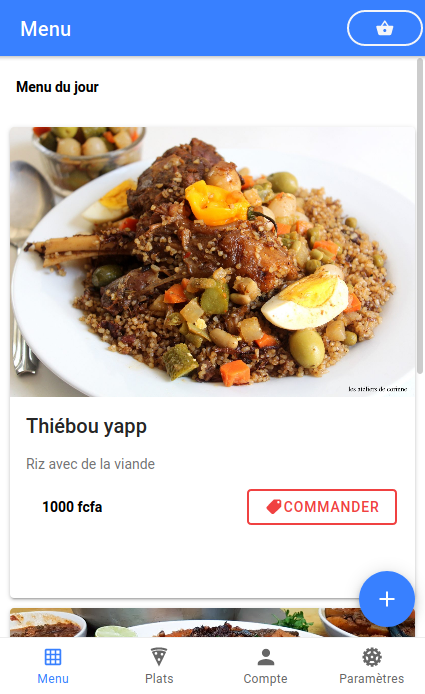 Menu
Menu du jour
les ateliers de corinne
Thiébou yapp
Riz avec de la viande
1000 fcfa
COMMANDER
Menu
Plats
Compte
Paramètres